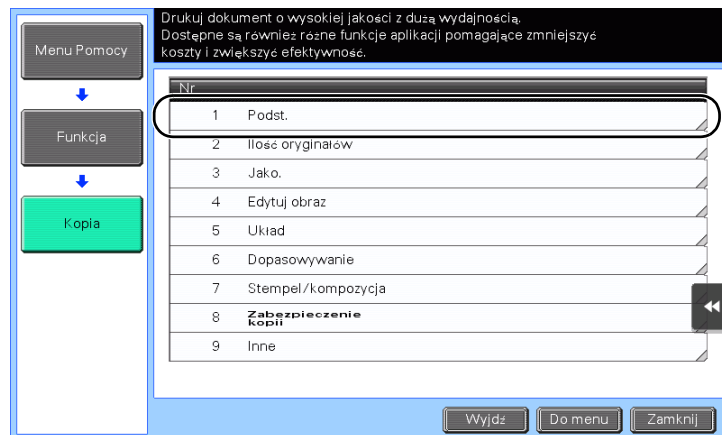 Drukuj dokument o wysokiej jakości z dużą wydajnością.
Dostępne są również różne funkcje aplikacji pomagające zmniejszyć
koszty i zwiększyć efektywność.
Menu Pomocy
Funkcja
Kopia
Nr
1 Podst.
2 Ilość oryginałów
3 Jako.
4 Edytuj obraz
5 Układ
6 Dopasowywanie
7 Stempel/kompozycja
8 Zabezpieczenie
kopii
9 Inne
Wyjdź Do menu Zamknij